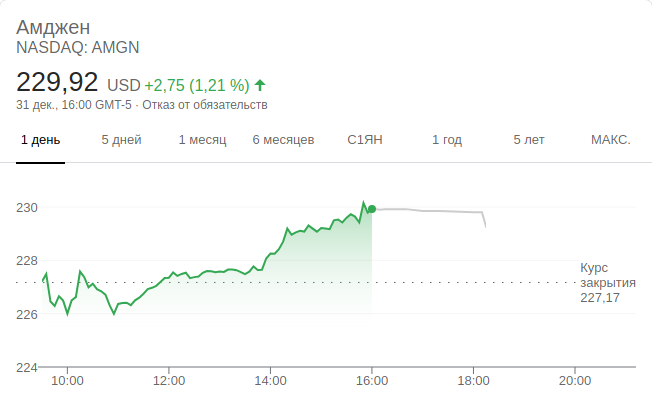 Амджен
NASDAQ: AMGN
229,92 USD +2,75 (1,21 %)
31 дек., 16:00 GMT-5 · Отказ от обязательств
1 день 5 дней 1 месяц 6 месяцев С1ЯН 1 год 5 лет МАКС.
230
228
Курс
закрытия
227,17
226
224
10:00 12:00 14:00 16:00 18:00 20:00